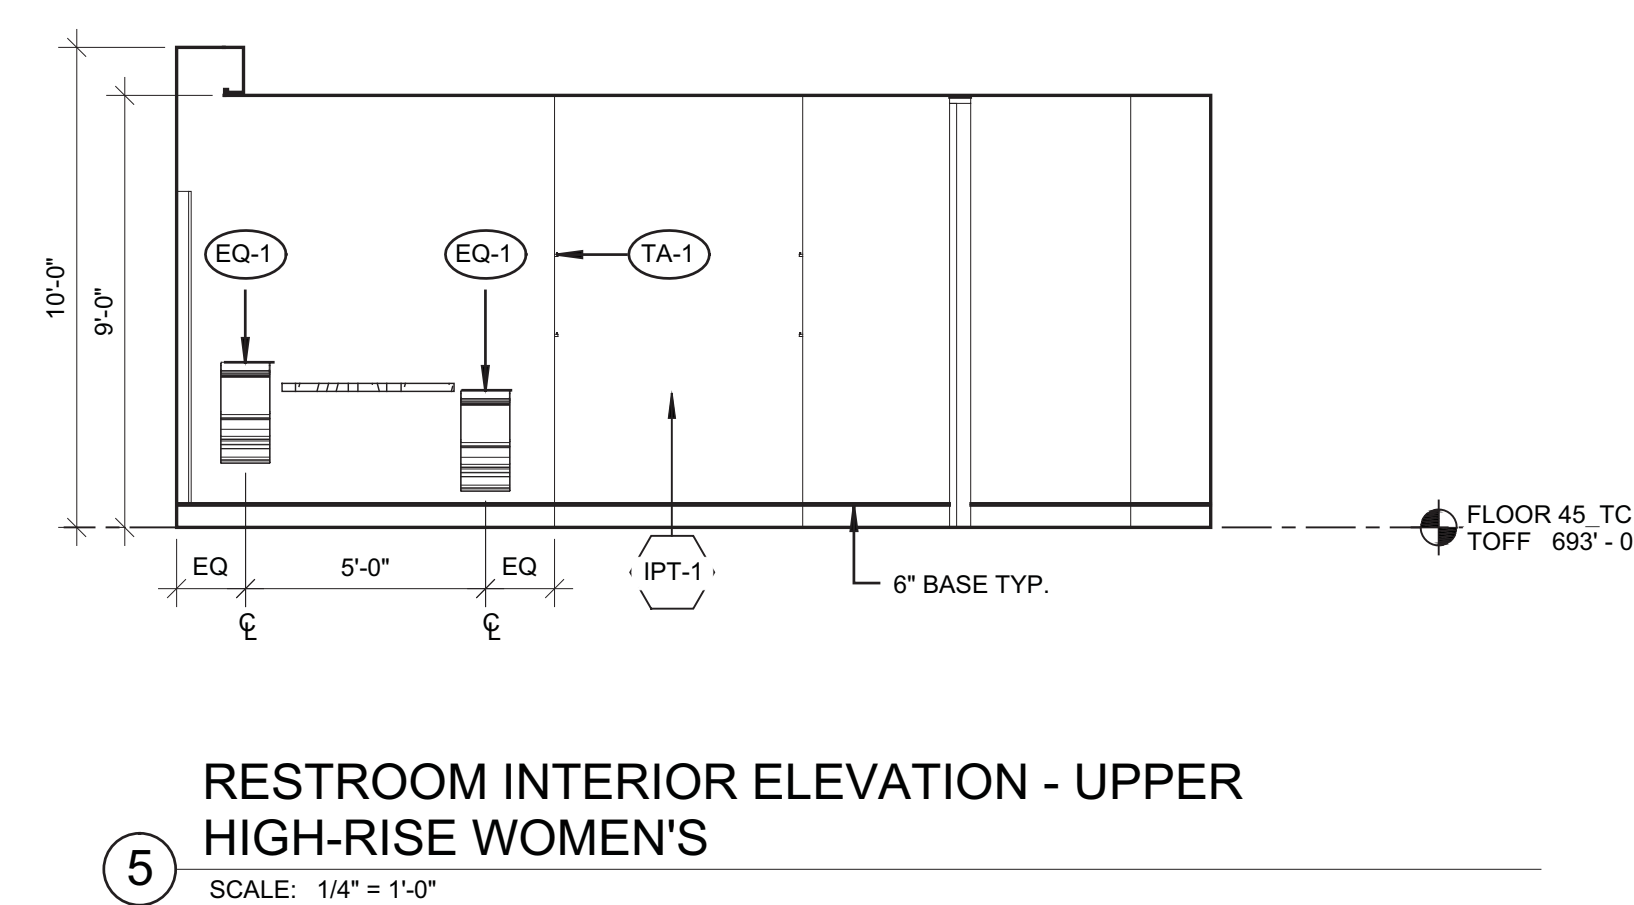 10'-0"
9'-0"
EQ-1
EQ-1
TA-1
EQ
5'-0"
EQ
IPT-1
6" BASE TYP.
FLOOR 45_TC
TOFF 693' - 0
℄
℄
RESTROOM INTERIOR ELEVATION - UPPER
HIGH-RISE WOMEN'S
5
SCALE: 1/4" = 1'-0"